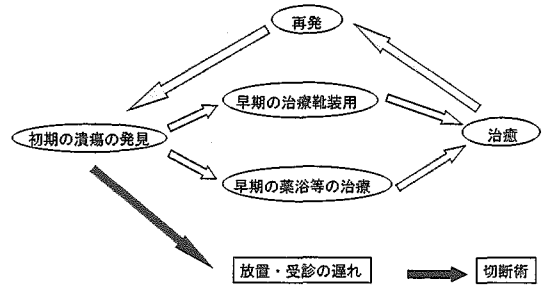 再発
早期の治療靴装用
初期の潰瘍の発見
治癒
早期の薬浴等の治療
放置・受診の遅れ
切断術